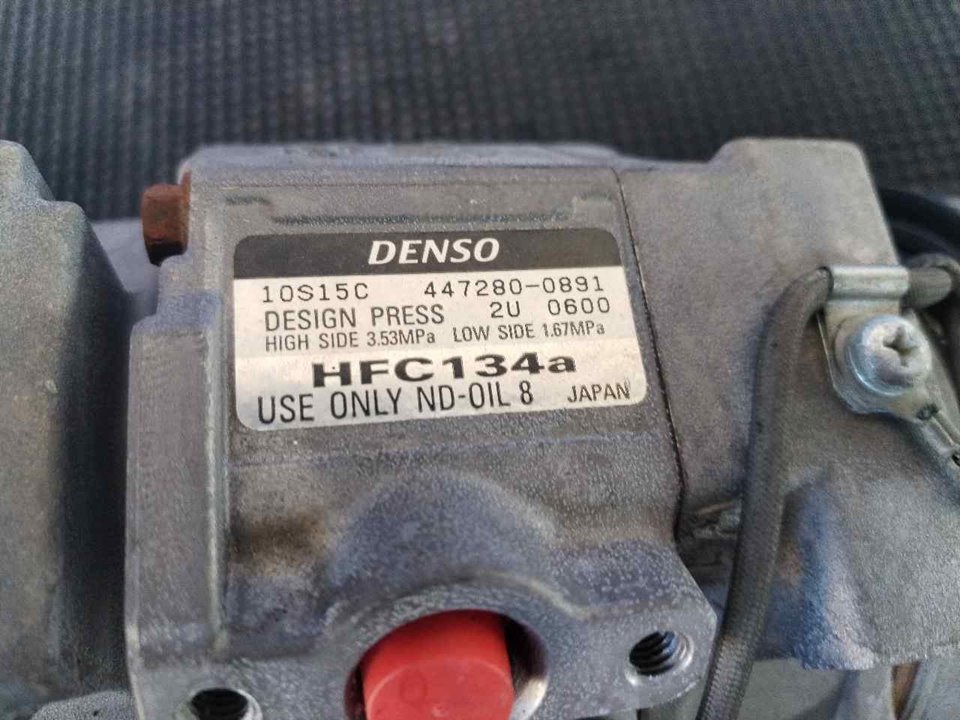 DENSO
10S15C 447280-0891
DESIGN PRESS 2U 0600
HIGH SIDE 3.53MPa LOW SIDE 1.67MPa
HFC134a
USE ONLY ND-OIL 8 JAPAN